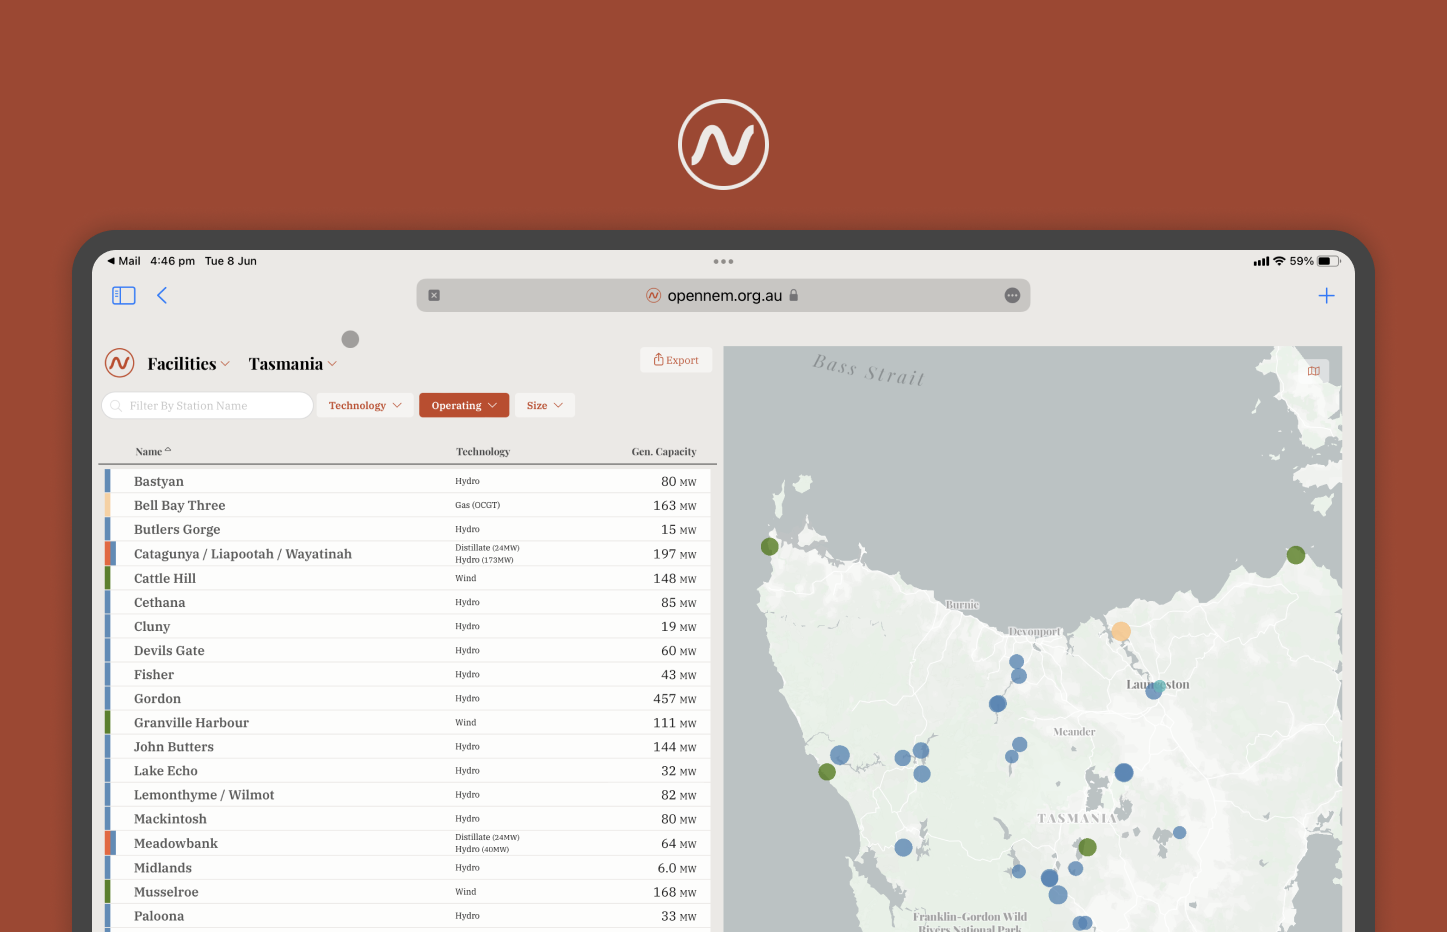 Mail 4:46 pm Tue 8 Jun
59%
opennem.org.au
Facilities Tasmania
Export
Filter By Station Name Technology Operating Size
Name Technology Gen. Capacity
Bastyan Hydro 80 MW
Bell Bay Three Gas (OCGT) 163 MW
Butlers Gorge Hydro 15 MW
Catagunya / Liapootah / Wayatinah Distillate (24MW) 197 MW
Hydro (173MW)
Cattle Hill Wind 148 MW
Cethana Hydro 85 MW
Cluny Hydro 19 MW
Devils Gate Hydro 60 MW
Fisher Hydro 43 MW
Gordon Hydro 457 MW
Granville Harbour Wind 111 MW
John Butters Hydro 144 MW
Lake Echo Hydro 32 MW
Lemonthyme / Wilmot Hydro 82 MW
Mackintosh Hydro 80 MW
Meadowbank Distillate (24MW) 64 MW
Hydro (40MW)
Midlands Hydro 6.0 MW
Musselroe Wind 168 MW
Paloona Hydro 33 MW
Bass Strait
Burnie
Devonport
Launceston
Meander
TASMANIA
Franklin-Gordon Wild
Rivers National Park